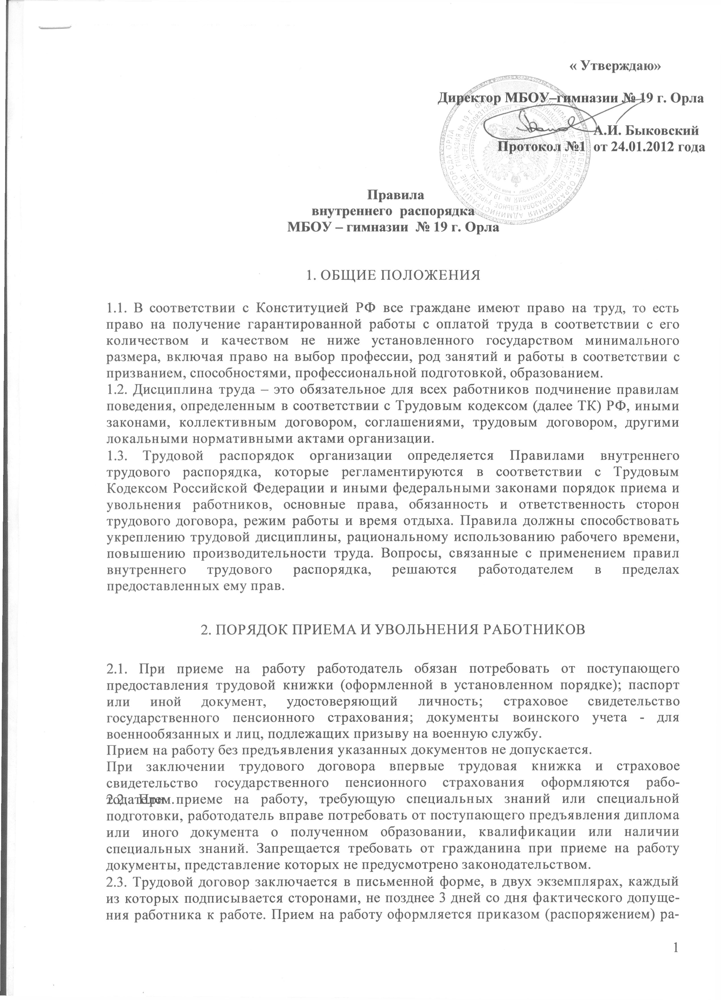 « Утверждаю»
Директор МБОУ–гимназии № 19 г. Орла
А.И. Быковский
Протокол №1 от 24.01.2012 года
Правила
внутреннего распорядка
МБОУ – гимназии № 19 г. Орла
1. ОБЩИЕ ПОЛОЖЕНИЯ
1.1. В соответствии с Конституцией РФ все граждане имеют право на труд, то есть
право на получение гарантированной работы с оплатой труда в соответствии с его
количеством и качеством не ниже установленного государством минимального
размера, включая право на выбор профессии, род занятий и работы в соответствии с
призванием, способностями, профессиональной подготовкой, образованием.
1.2. Дисциплина труда – это обязательное для всех работников подчинение правилам
поведения, определенным в соответствии с Трудовым кодексом (далее ТК) РФ, иными
законами, коллективным договором, соглашениями, трудовым договором, другими
локальными нормативными актами организации.
1.3. Трудовой распорядок организации определяется Правилами внутреннего
трудового распорядка, которые регламентируются в соответствии с Трудовым
Кодексом Российской Федерации и иными федеральными законами порядок приема и
увольнения работников, основные права, обязанность и ответственность сторон
трудового договора, режим работы и время отдыха. Правила должны способствовать
укреплению трудовой дисциплины, рациональному использованию рабочего времени,
повышению производительности труда. Вопросы, связанные с применением правил
внутреннего трудового распорядка, решаются работодателем в пределах
предоставленных ему прав.
2. ПОРЯДОК ПРИЕМА И УВОЛЬНЕНИЯ РАБОТНИКОВ
2.1. При приеме на работу работодатель обязан потребовать от поступающего
предоставления трудовой книжки (оформленной в установленном порядке); паспорт
или иной документ, удостоверяющий личность; страховое свидетельство
государственного пенсионного страхования; документы воинского учета - для
военнообязанных и лиц, подлежащих призыву на военную службу.
Прием на работу без предъявления указанных документов не допускается.
При заключении трудового договора впервые трудовая книжка и страховое
свидетельство государственного пенсионного страхования оформляются рабо-
тодателем.
2.2. При приеме на работу, требующую специальных знаний или специальной
подготовки, работодатель вправе потребовать от поступающего предъявления диплома
или иного документа о полученном образовании, квалификации или наличии
специальных знаний. Запрещается требовать от гражданина при приеме на работу
документы, представление которых не предусмотрено законодательством.
2.3. Трудовой договор заключается в письменной форме, в двух экземплярах, каждый
из которых подписывается сторонами, не позднее 3 дней со дня фактического допуще-
ния работника к работе. Прием на работу оформляется приказом (распоряжением) ра-
1